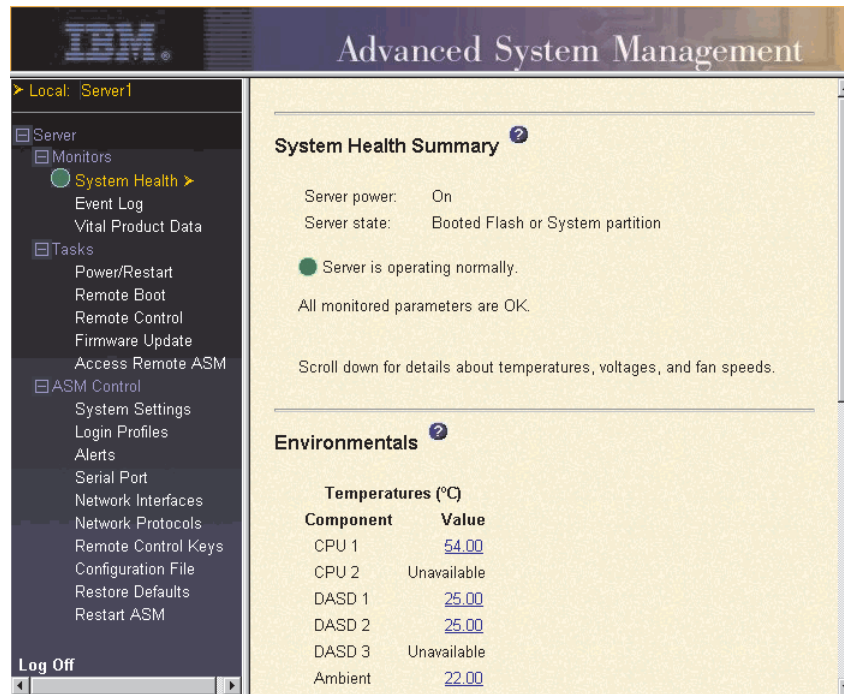 IBM®
Advanced System Management
Local: Server1
Server
Monitors
System Health
Event Log
Vital Product Data
Tasks
Power/Restart
Remote Boot
Remote Control
Firmware Update
Access Remote ASM
ASM Control
System Settings
Login Profiles
Alerts
Serial Port
Network Interfaces
Network Protocols
Remote Control Keys
Configuration File
Restore Defaults
Restart ASM
Log Off
System Health Summary ?
Server power: On
Server state: Booted Flash or System partition
Server is operating normally.
All monitored parameters are OK.
Scroll down for details about temperatures, voltages, and fan speeds.
Environmentals ?
Temperatures (ºC)
Component Value
CPU 1 54.00
CPU 2 Unavailable
DASD 1 25.00
DASD 2 25.00
DASD 3 Unavailable
Ambient 22.00